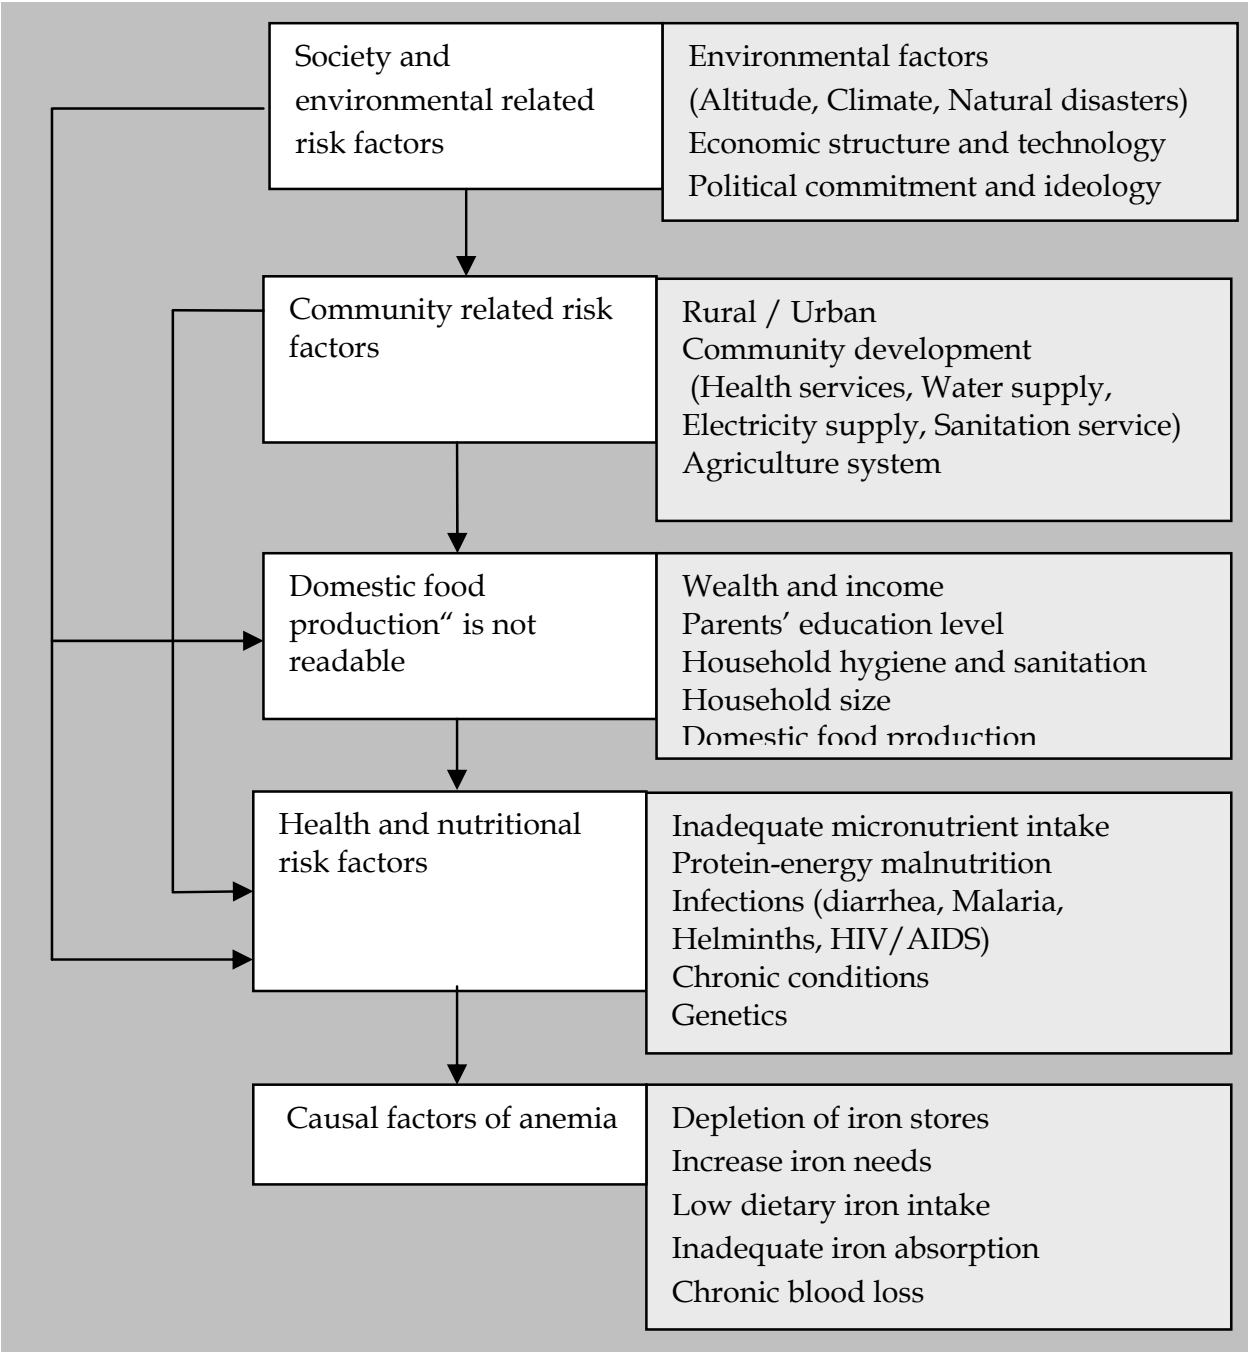 Society and
environmental related
risk factors
Environmental factors
(Altitude, Climate, Natural disasters)
Economic structure and technology
Political commitment and ideology
Community related risk
factors
Rural / Urban
Community development
(Health services, Water supply,
Electricity supply, Sanitation service)
Agriculture system
Domestic food
production“ is not
readable
Wealth and income
Parents’ education level
Household hygiene and sanitation
Household size
Domestic food production
Health and nutritional
risk factors
Inadequate micronutrient intake
Protein-energy malnutrition
Infections (diarrhea, Malaria,
Helminths, HIV/AIDS)
Chronic conditions
Genetics
Causal factors of anemia
Depletion of iron stores
Increase iron needs
Low dietary iron intake
Inadequate iron absorption
Chronic blood loss